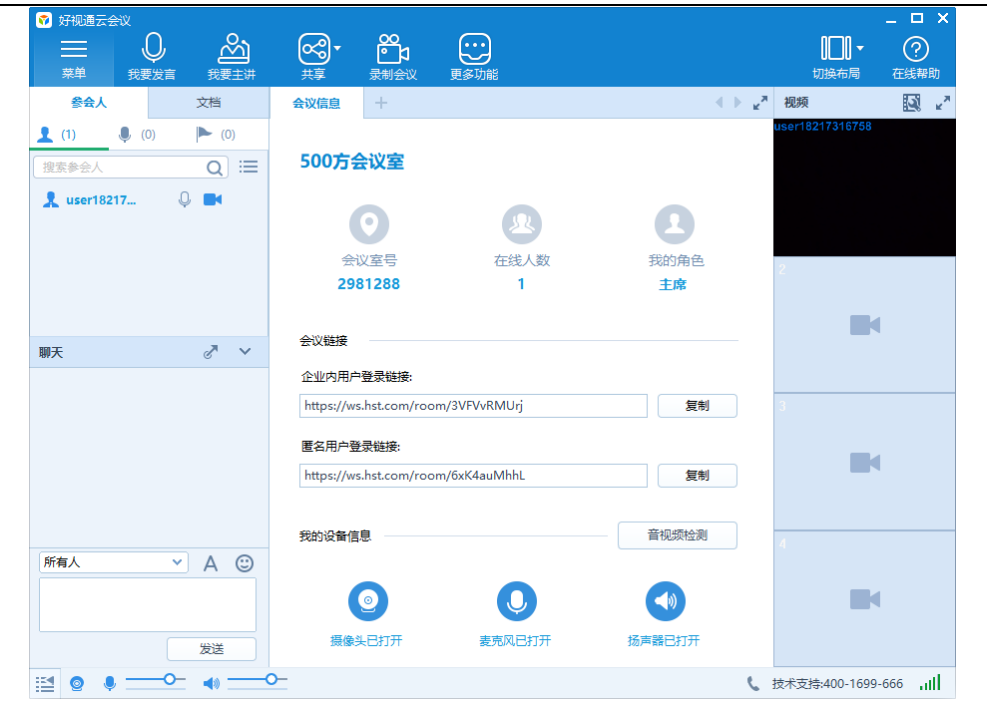 好视通云会议
菜单 我要发言 我要主讲 共享 录制会议 更多功能 切换布局 在线帮助
参会人 文档 会议信息 视频
(1) (0) (0)
user18217316758
搜索参会人
500方会议室
user18217...
会议室号 在线人数 我的角色
2981288 1 主席
2
会议链接
聊天
企业内用户登录链接:
https://ws.hst.com/room/3VFVvRMUrj 复制
3
匿名用户登录链接:
https://ws.hst.com/room/6xK4auMhhL 复制
我的设备信息 音视频检测
4
所有人 A
摄像头已打开 麦克风已打开 扬声器已打开
发送
技术支持:400-1699-666